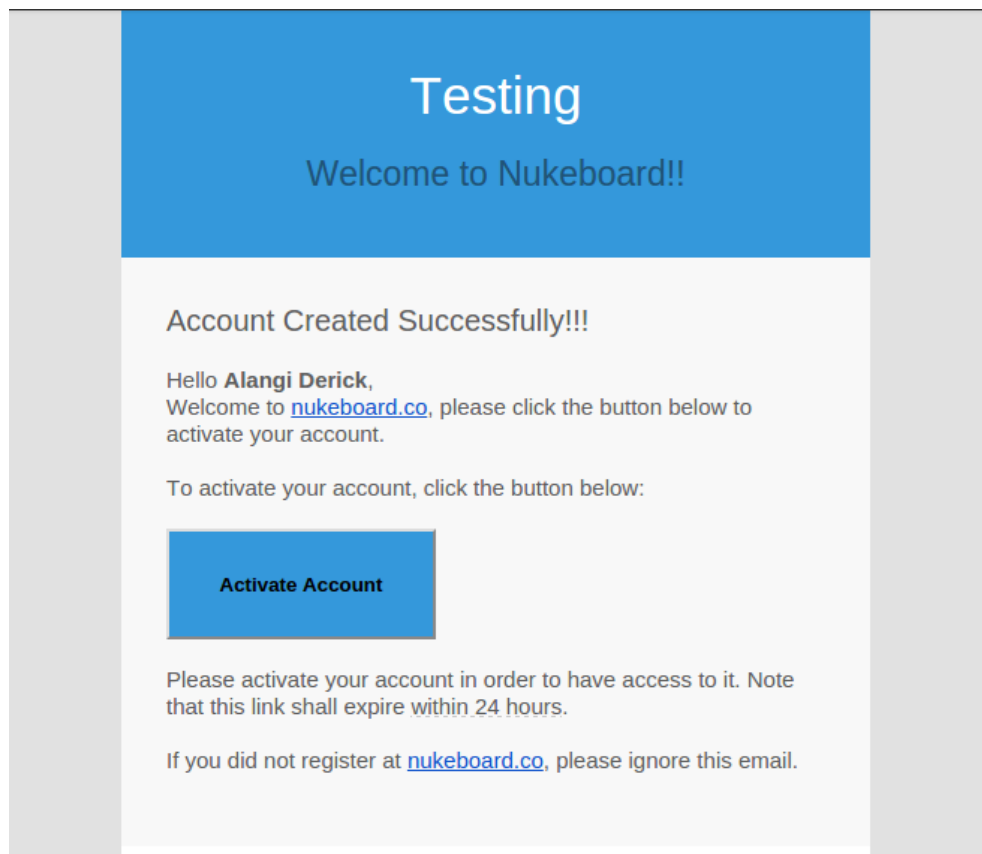 Testing
Welcome to Nukeboard!!
Account Created Successfully!!!
Hello Alangi Derick,
Welcome to nukeboard.co, please click the button below to
activate your account.
To activate your account, click the button below:
Activate Account
Please activate your account in order to have access to it. Note
that this link shall expire within 24 hours.
If you did not register at nukeboard.co, please ignore this email.